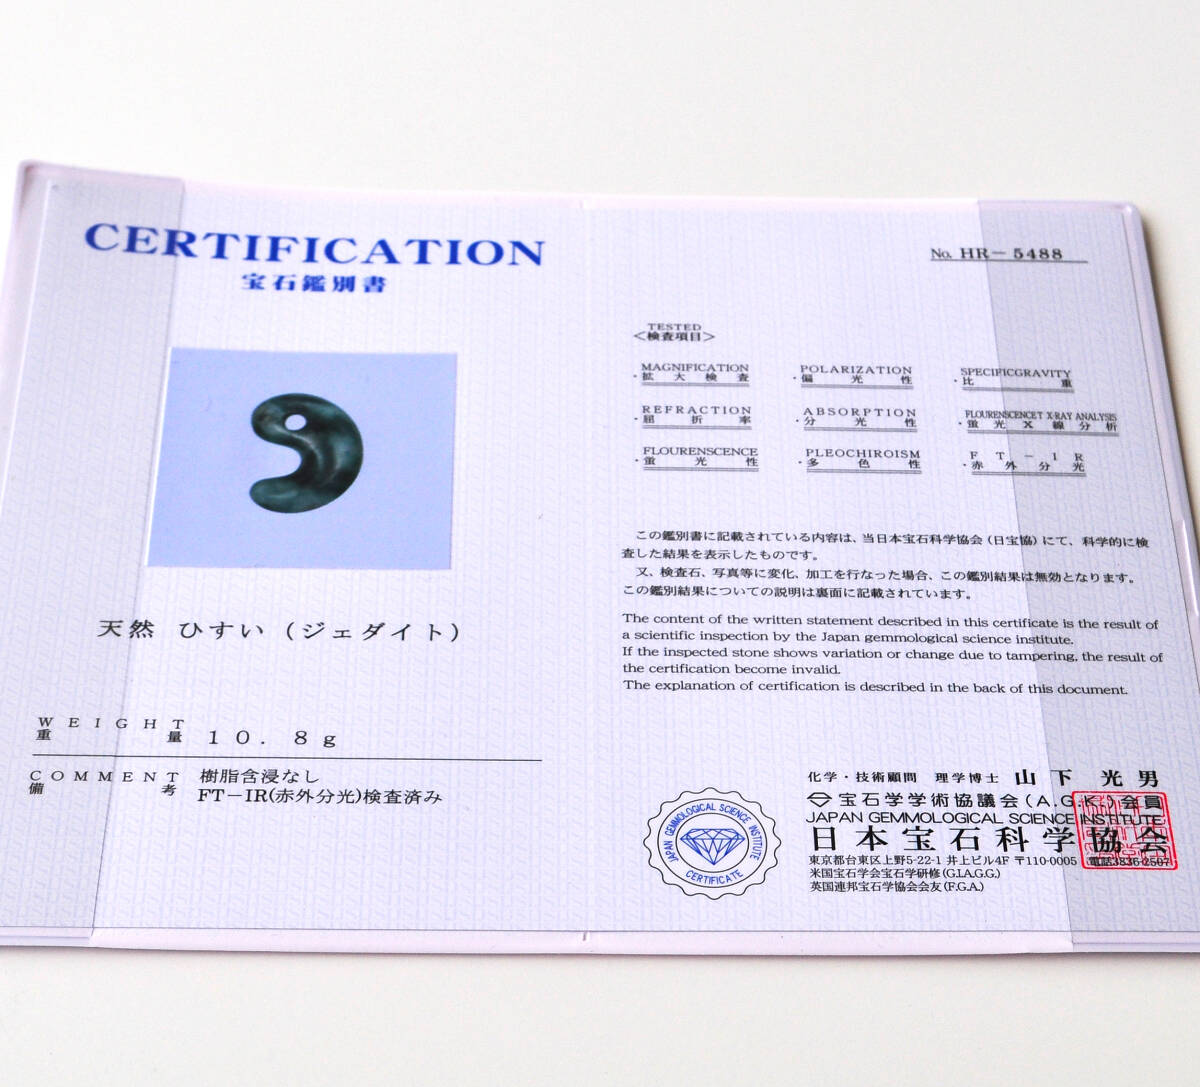 CERTIFICATION
宝石鑑別書
天然 ひすい (ジェダイト)
WEIGHT
重量 10.8g
COMMENT 樹脂含浸なし
備考 FT-IR(赤外分光)検査済み
No. HR-5488
TESTED
<検査項目>
MAGNIFICATION
・拡大検査
POLARIZATION
・偏光性
SPECIFICGRAVITY
・比重
REFRACTION
・屈折率
ABSORPTION
・分光性
FLOURENSCENCET X-RAY ANALYSIS
・蛍光X線分析
FLOURENSCENCE
・蛍光性
PLEOCHIROISM
・多色性
FT-IR
・赤外分光
この鑑別書に記載されている内容は、当日本宝石科学協会(日宝協)にて、科学的に検
査した結果を表示したものです。
又、検査石、写真等に変化、加工を行なった場合、この鑑別結果は無効となります。
この鑑別結果についての説明は裏面に記載されています。
The content of the written statement described in this certificate is the result of
a scientific inspection by the Japan gemmological science institute.
If the inspected stone shows variation or change due to tampering, the result of
the certification become invalid.
The explanation of certification is described in the back of this document.
JAPAN GEMMOLOGICAL SCIENCE INSTITUTE
CERTIFICATE
化学・技術顧問 理学博士 山下光男
宝石学学術協議会(A.G.K.)会員
JAPAN GEMMOLOGICAL SCIENCE INSTITUTE
日本宝石科学協会
東京都台東区上野5-22-1 井上ビル4F 〒110-0005 電話3836-2507
米国宝石学会宝石学研修(G.I.A.G.G.)
英国連邦宝石学協会会友(F.G.A.)